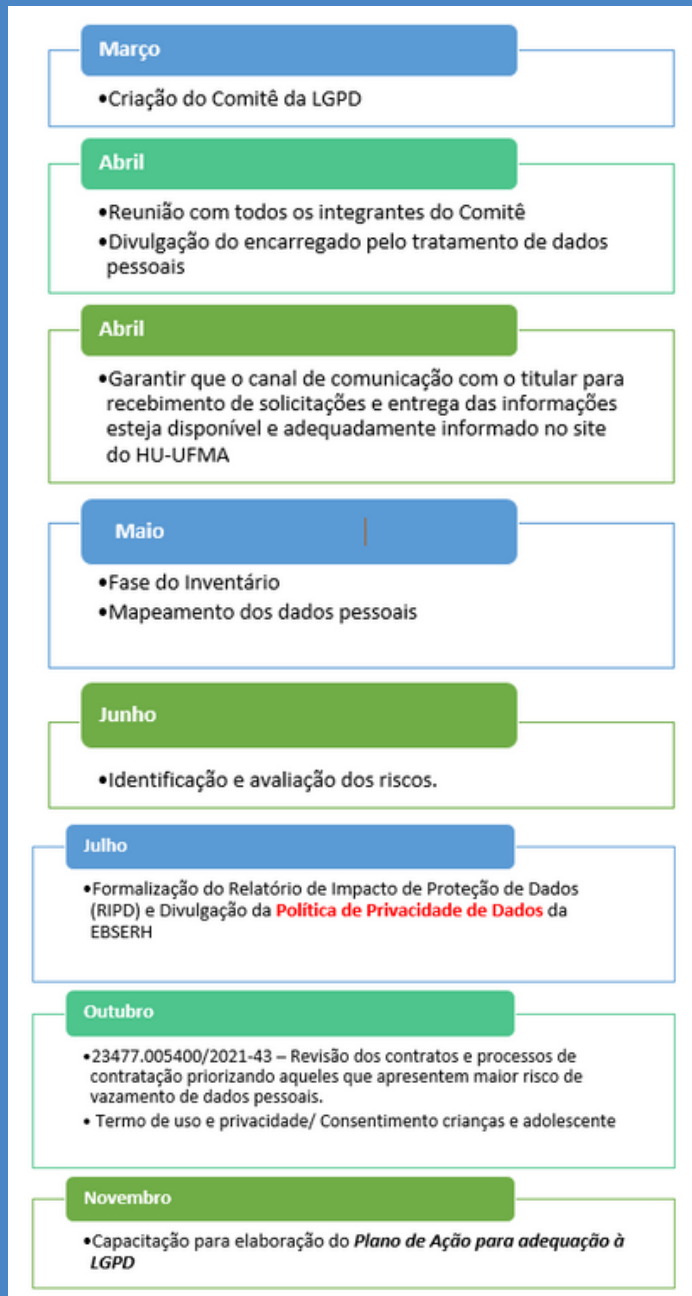 Março
•Criação do Comitê da LGPD
Abril
•Reunião com todos os integrantes do Comitê
•Divulgação do encarregado pelo tratamento de dados
pessoais
Abril
•Garantir que o canal de comunicação com o titular para
recebimento de solicitações e entrega das informações
esteja disponível e adequadamente informado no site
do HU-UFMA
Maio
•Fase do Inventário
•Mapeamento dos dados pessoais
Junho
•Identificação e avaliação dos riscos.
Julho
•Formalização do Relatório de Impacto de Proteção de Dados
(RIPD) e Divulgação da Política de Privacidade de Dados da
EBSERH
Outubro
•23477.005400/2021-43 – Revisão dos contratos e processos de
contratação priorizando aqueles que apresentem maior risco de
vazamento de dados pessoais.
• Termo de uso e privacidade/ Consentimento crianças e adolescente
Novembro
•Capacitação para elaboração do Plano de Ação para adequação à
LGPD